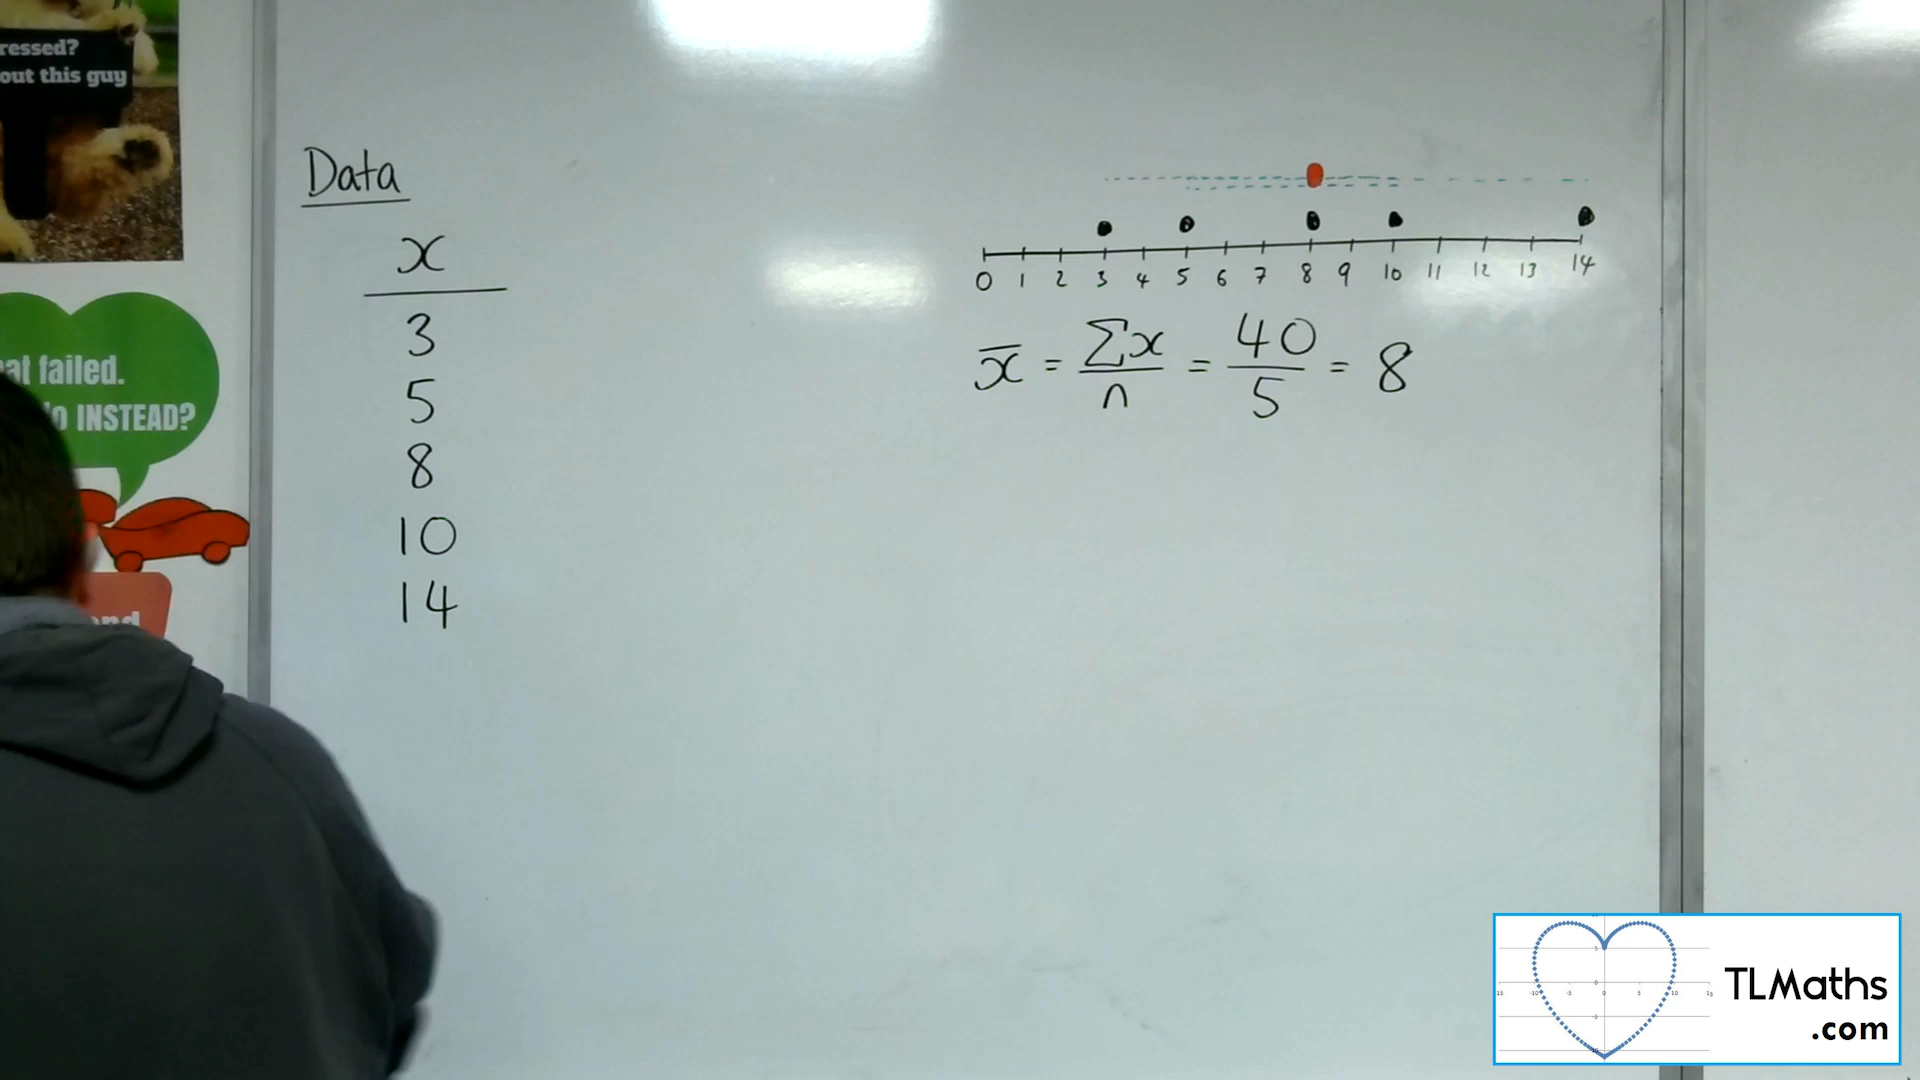 ressed?
out this guy
at failed.
o INSTEAD?
and
Data
x
3
5
8
10
14
0 1 2 3 4 5 6 7 8 9 10 11 12 13 14
x̄ = Σx/n = 40/5 = 8
TLMaths
.com